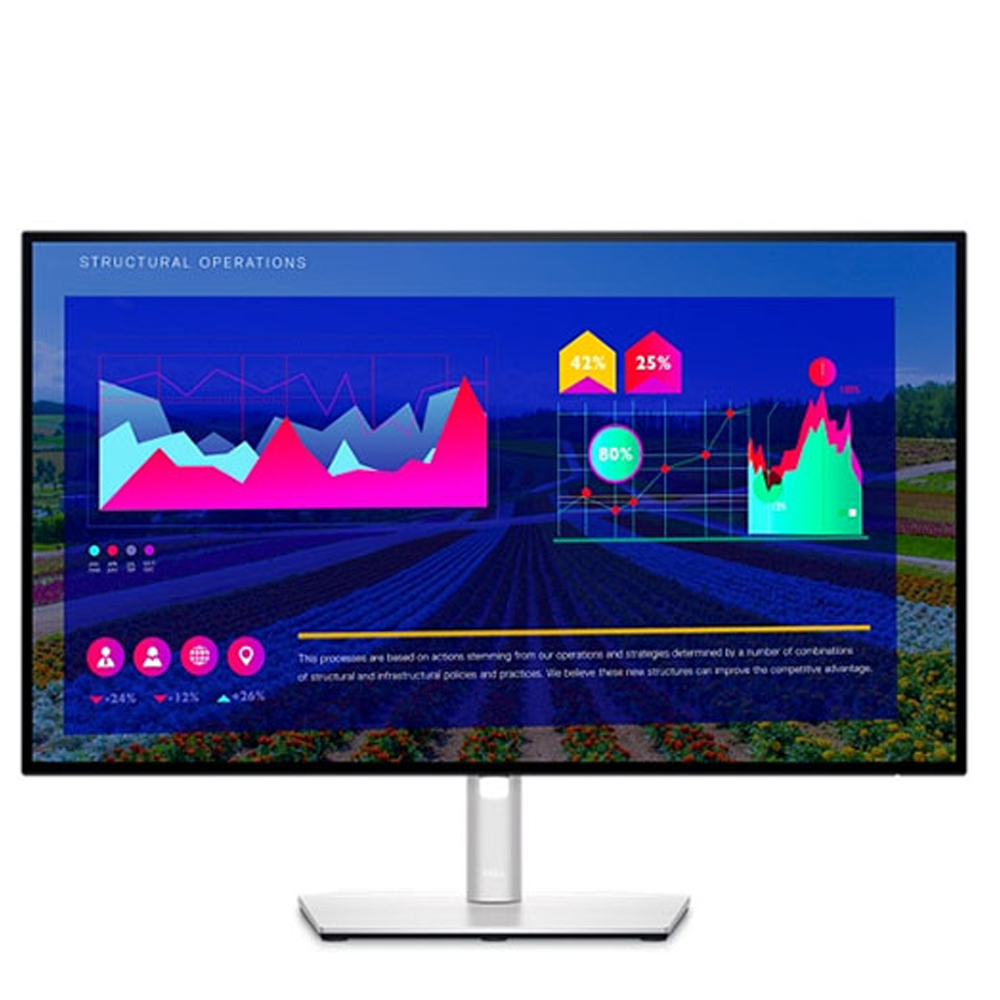 STRUCTURAL OPERATIONS
42% 25%
80%
100%
-24% -12% +26%
This processes are based on actions stemming from our operations and strategies determined by a number of combinations
of structural and infrastructural policies and practices. We believe these new structures can improve the competitive advantage.
DELL